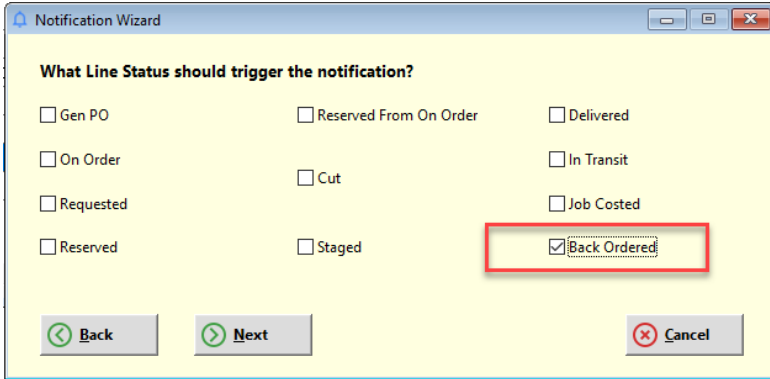 Notification Wizard
What Line Status should trigger the notification?
Gen PO
Reserved From On Order
Delivered
On Order
Cut
In Transit
Requested
Job Costed
Reserved
Staged
Back Ordered
Back
Next
Cancel